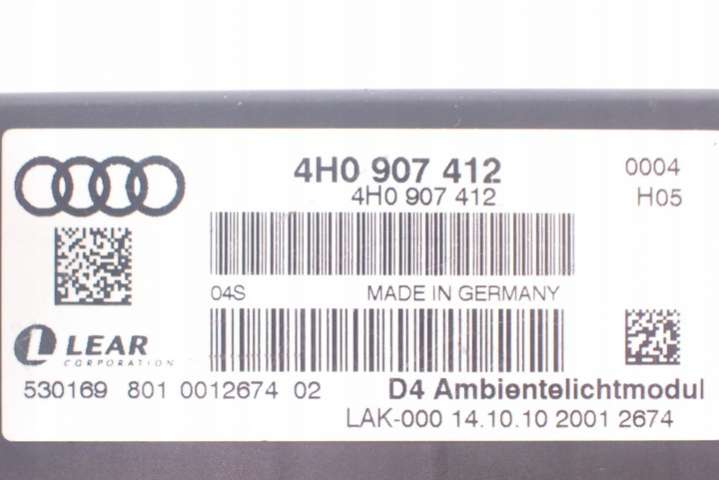 4H0 907 412 0004
4H0 907 412 H05
04S MADE IN GERMANY
LEAR
CORPORATION
530169 801 0012674 02 D4 Ambientelichtmodul
LAK-000 14.10.10 2001 2674